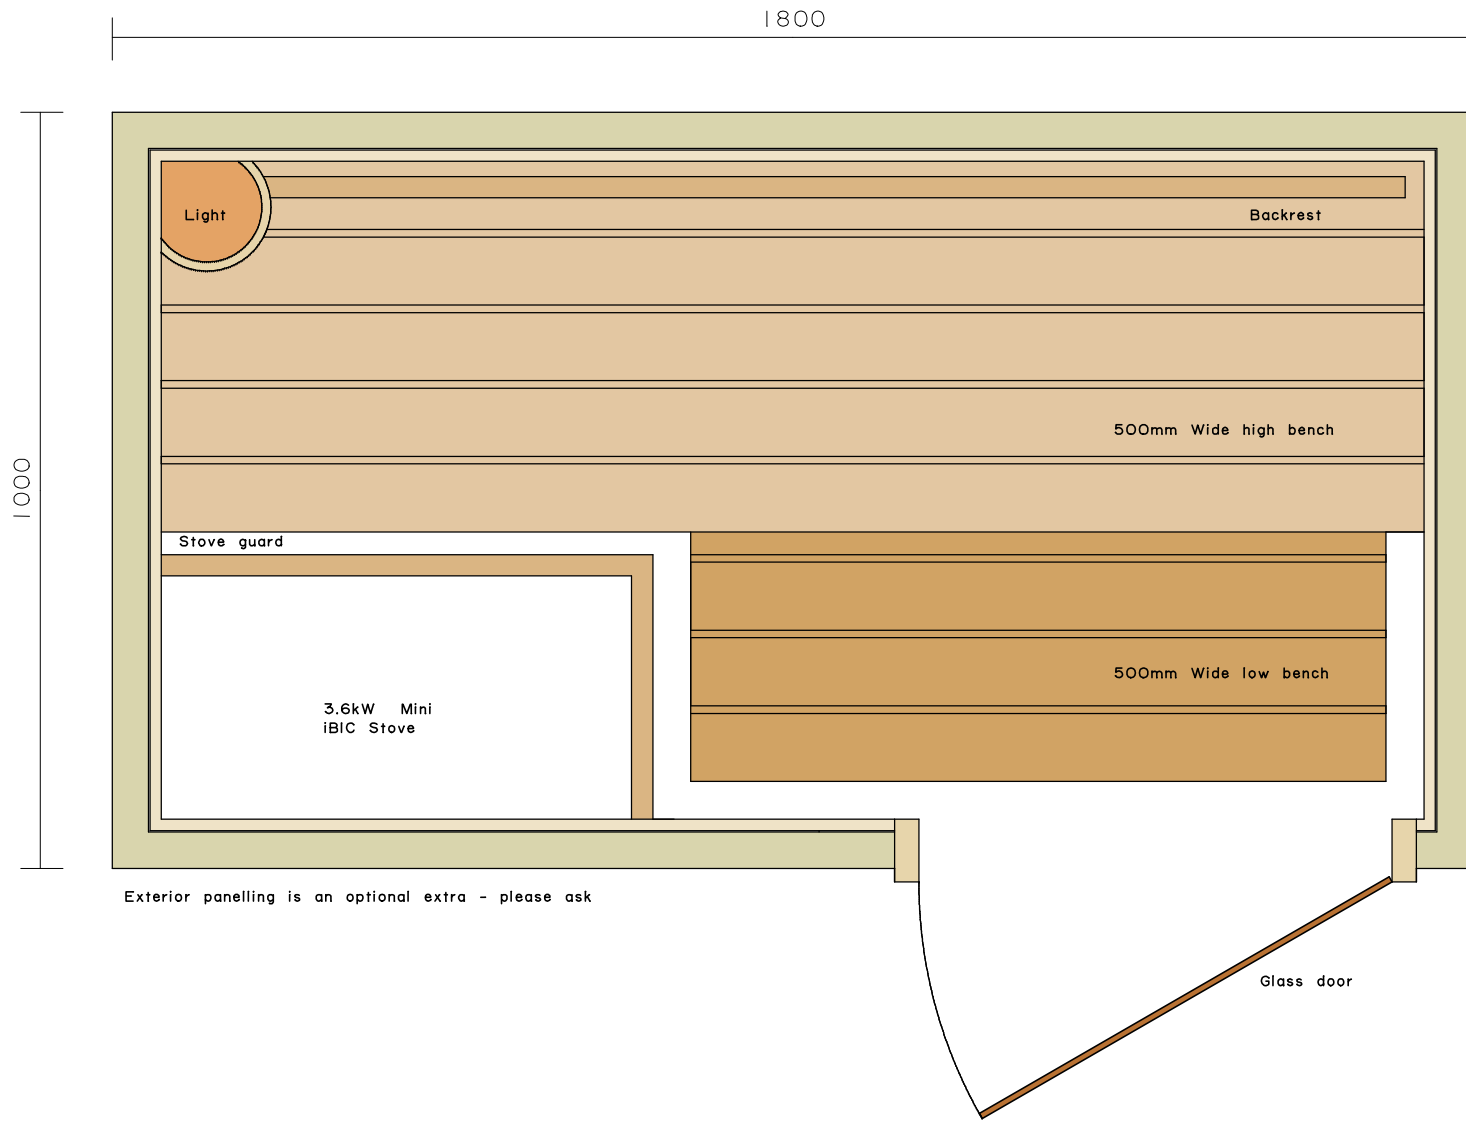 1800
Light
Backrest
1000
500mm Wide high bench
Stove guard
500mm Wide low bench
3.6kW Mini
iBIC Stove
Exterior panelling is an optional extra - please ask
Glass door